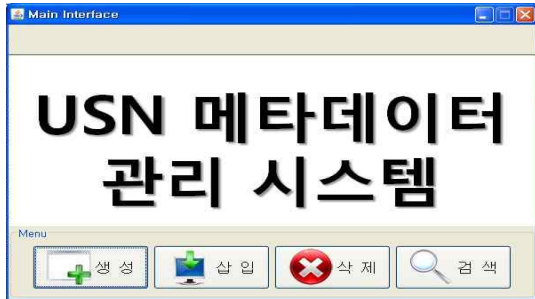 Main Interface
USN 메타데이터
관리 시스템
Menu
생 성 삽 입 삭 제 검 색